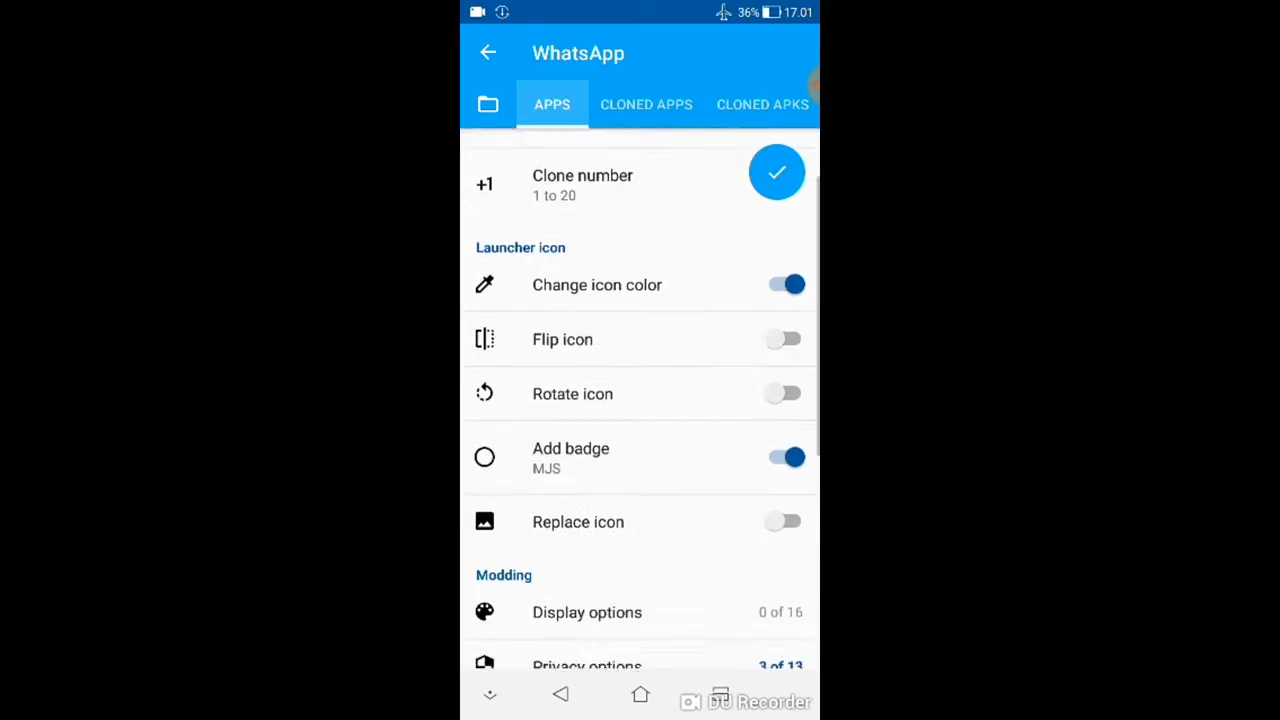 36% 17.01
WhatsApp
APPS CLONED APPS CLONED APKS
+1 Clone number
1 to 20
Launcher icon
Change icon color
Flip icon
Rotate icon
Add badge
MJS
Replace icon
Modding
Display options 0 of 16
Privacy options 3 of 13
DU Recorder